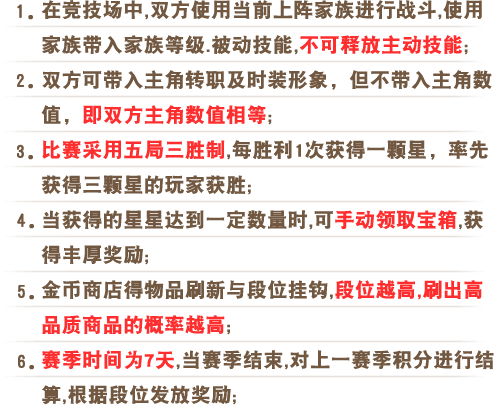 1. 在竞技场中,双方使用当前上阵家族进行战斗,使用
家族带入家族等级.被动技能,不可释放主动技能;
2. 双方可带入主角转职及时装形象，但不带入主角数
值，即双方主角数值相等;
3. 比赛采用五局三胜制,每胜利1次获得一颗星，率先
获得三颗星的玩家获胜;
4. 当获得的星星达到一定数量时,可手动领取宝箱,获
得丰厚奖励;
5. 金币商店得物品刷新与段位挂钩,段位越高,刷出高
品质商品的概率越高;
6. 赛季时间为7天,当赛季结束,对上一赛季积分进行结
算,根据段位发放奖励;